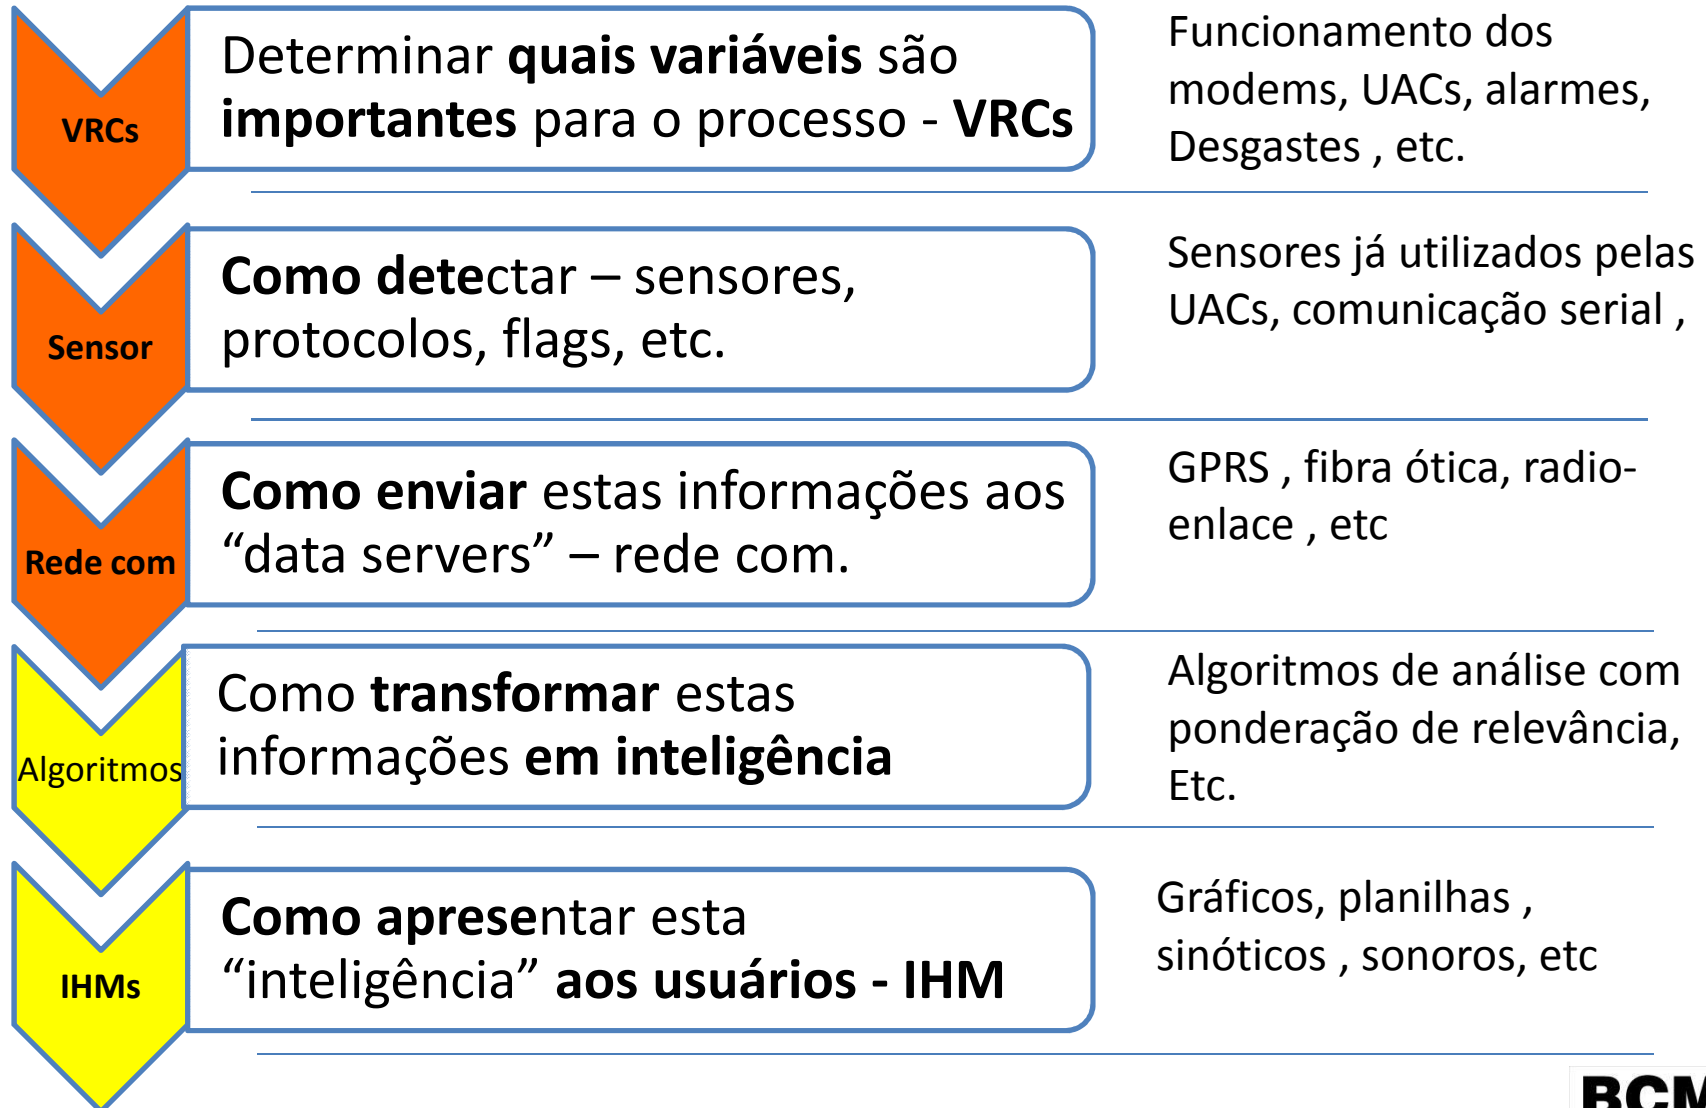 VRCs
Determinar quais variáveis são
importantes para o processo - VRCs
Funcionamento dos
modems, UACs, alarmes,
Desgastes , etc.
Sensor
Como detectar – sensores,
protocolos, flags, etc.
Sensores já utilizados pelas
UACs, comunicação serial ,
Rede com
Como enviar estas informações aos
“data servers” – rede com.
GPRS , fibra ótica, radio-
enlace , etc
Algoritmos
Como transformar estas
informações em inteligência
Algoritmos de análise com
ponderação de relevância,
Etc.
IHMs
Como apresentar esta
“inteligência” aos usuários - IHM
Gráficos, planilhas ,
sinóticos , sonoros, etc
BCM